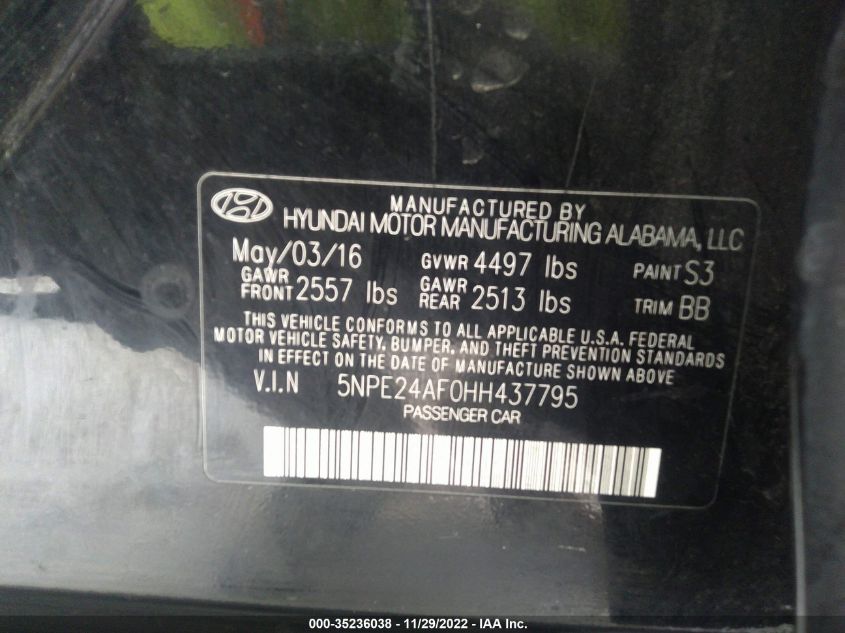 MANUFACTURED BY
HYUNDAI MOTOR MANUFACTURING ALABAMA, LLC
May/03/16 GVWR 4497 lbs PAINT S3
GAWR FRONT 2557 lbs GAWR REAR 2513 lbs TRIM BB
THIS VEHICLE CONFORMS TO ALL APPLICABLE U.S.A. FEDERAL
MOTOR VEHICLE SAFETY, BUMPER, AND THEFT PREVENTION STANDARDS
IN EFFECT ON THE DATE OF MANUFACTURE SHOWN ABOVE
V.I.N 5NPE24AF0HH437795
PASSENGER CAR
000-35236038 - 11/29/2022 - IAA Inc.